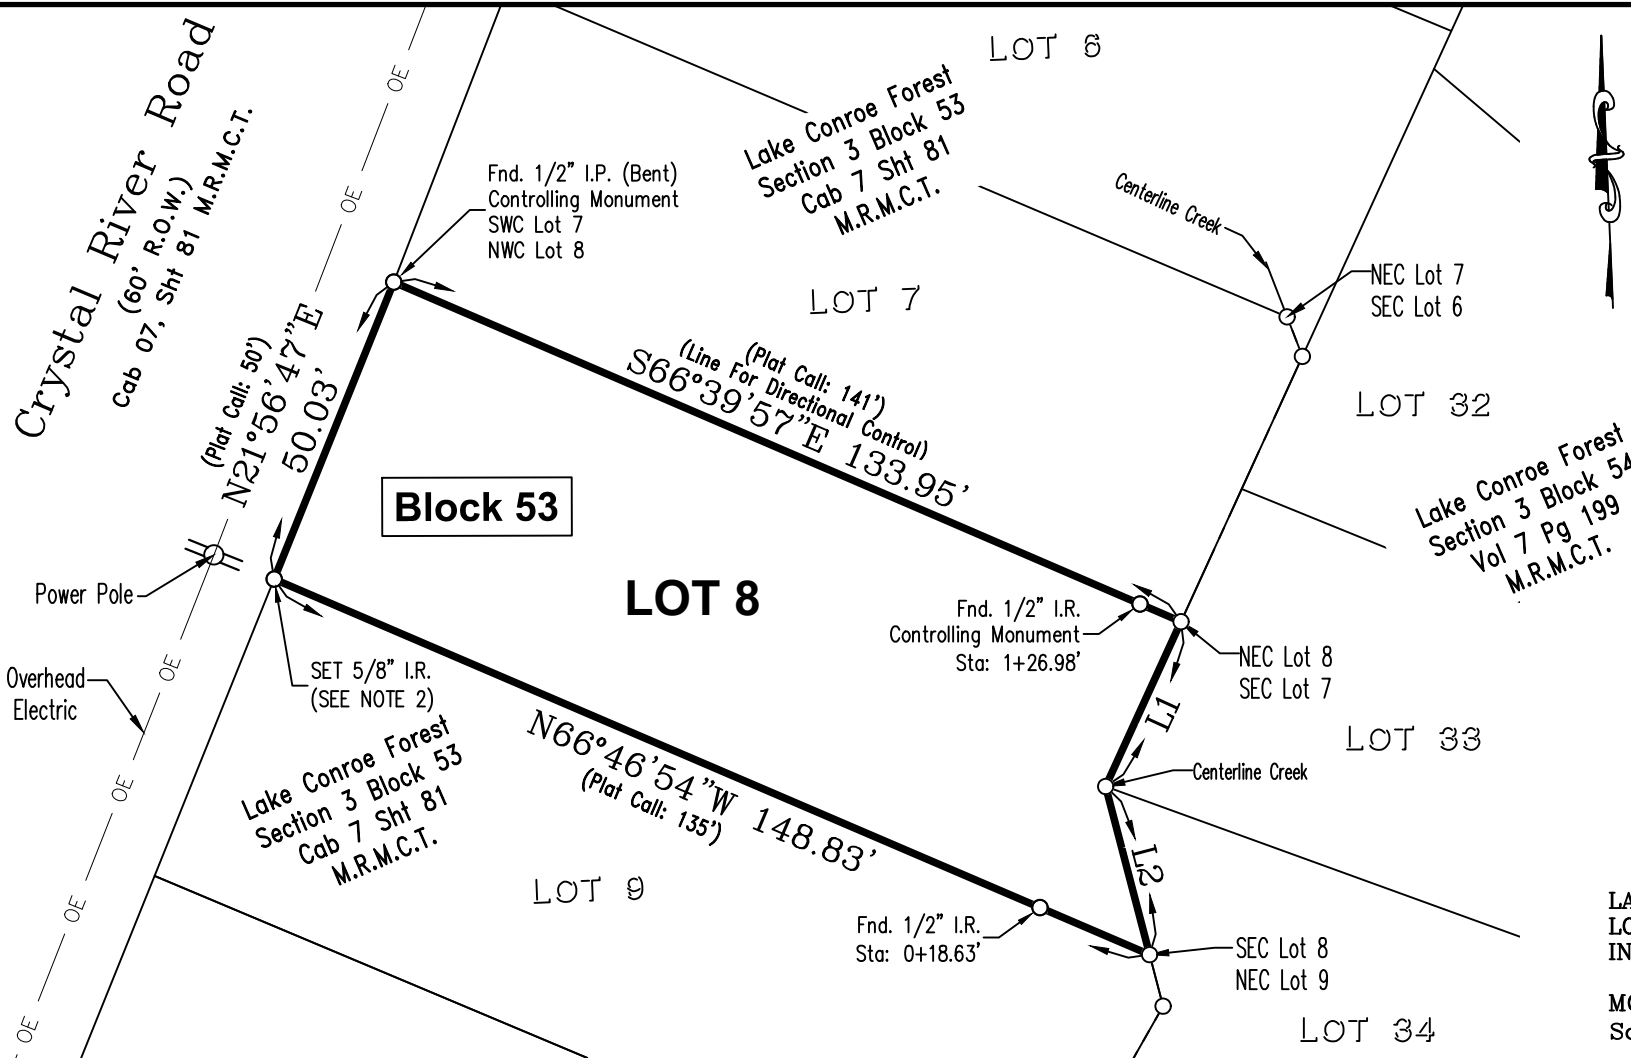 LOT 6
Crystal River Road
(60' R.O.W.)
Cab 07, Sht 81 M.R.M.C.T.
OE
OE
OE
OE
OE
OE
OE
Lake Conroe Forest
Section 3 Block 53
Cab 7 Sht 81
M.R.M.C.T.
Fnd. 1/2" I.P. (Bent)
Controlling Monument
SWC Lot 7
NWC Lot 8
Centerline Creek
NEC Lot 7
SEC Lot 6
LOT 7
(Plat Call: 50')
N21°56'47"E
50.03'
(Plat Call: 141')
(Line For Directional Control)
S66°39'57"E 133.95'
LOT 32
Lake Conroe Forest
Section 3 Block 54
Vol 7 Pg 199
M.R.M.C.T.
Block 53
LOT 8
Power Pole
Fnd. 1/2" I.R.
Controlling Monument
Sta: 1+26.98'
NEC Lot 8
SEC Lot 7
Overhead
Electric
SET 5/8" I.R.
(SEE NOTE 2)
L1
LOT 33
Lake Conroe Forest
Section 3 Block 53
Cab 7 Sht 81
M.R.M.C.T.
N66°46'54"W 148.83'
(Plat Call: 135')
Centerline Creek
L2
LOT 9
Fnd. 1/2" I.R.
Sta: 0+18.63'
SEC Lot 8
NEC Lot 9
LOT 34
IN